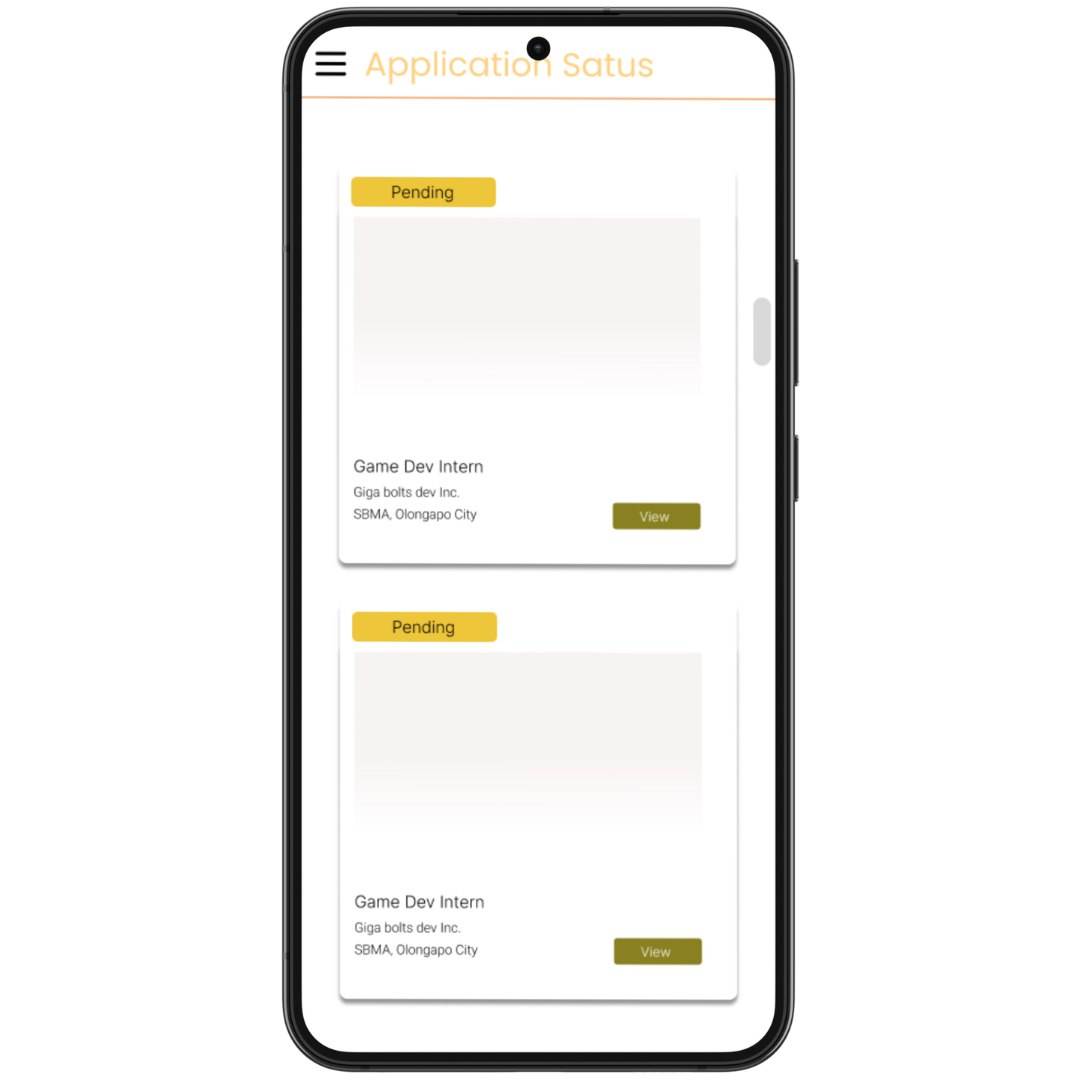 Application Satus
Pending
Game Dev Intern
Giga bolts dev Inc.
SBMA, Olongapo City
View
Pending
Game Dev Intern
Giga bolts dev Inc.
SBMA, Olongapo City
View